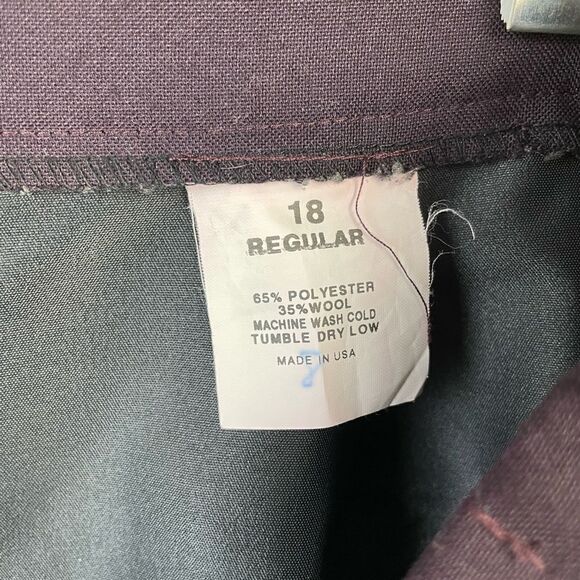 18
REGULAR
65% POLYESTER
35%WOOL
MACHINE WASH COLD
TUMBLE DRY LOW
MADE IN USA